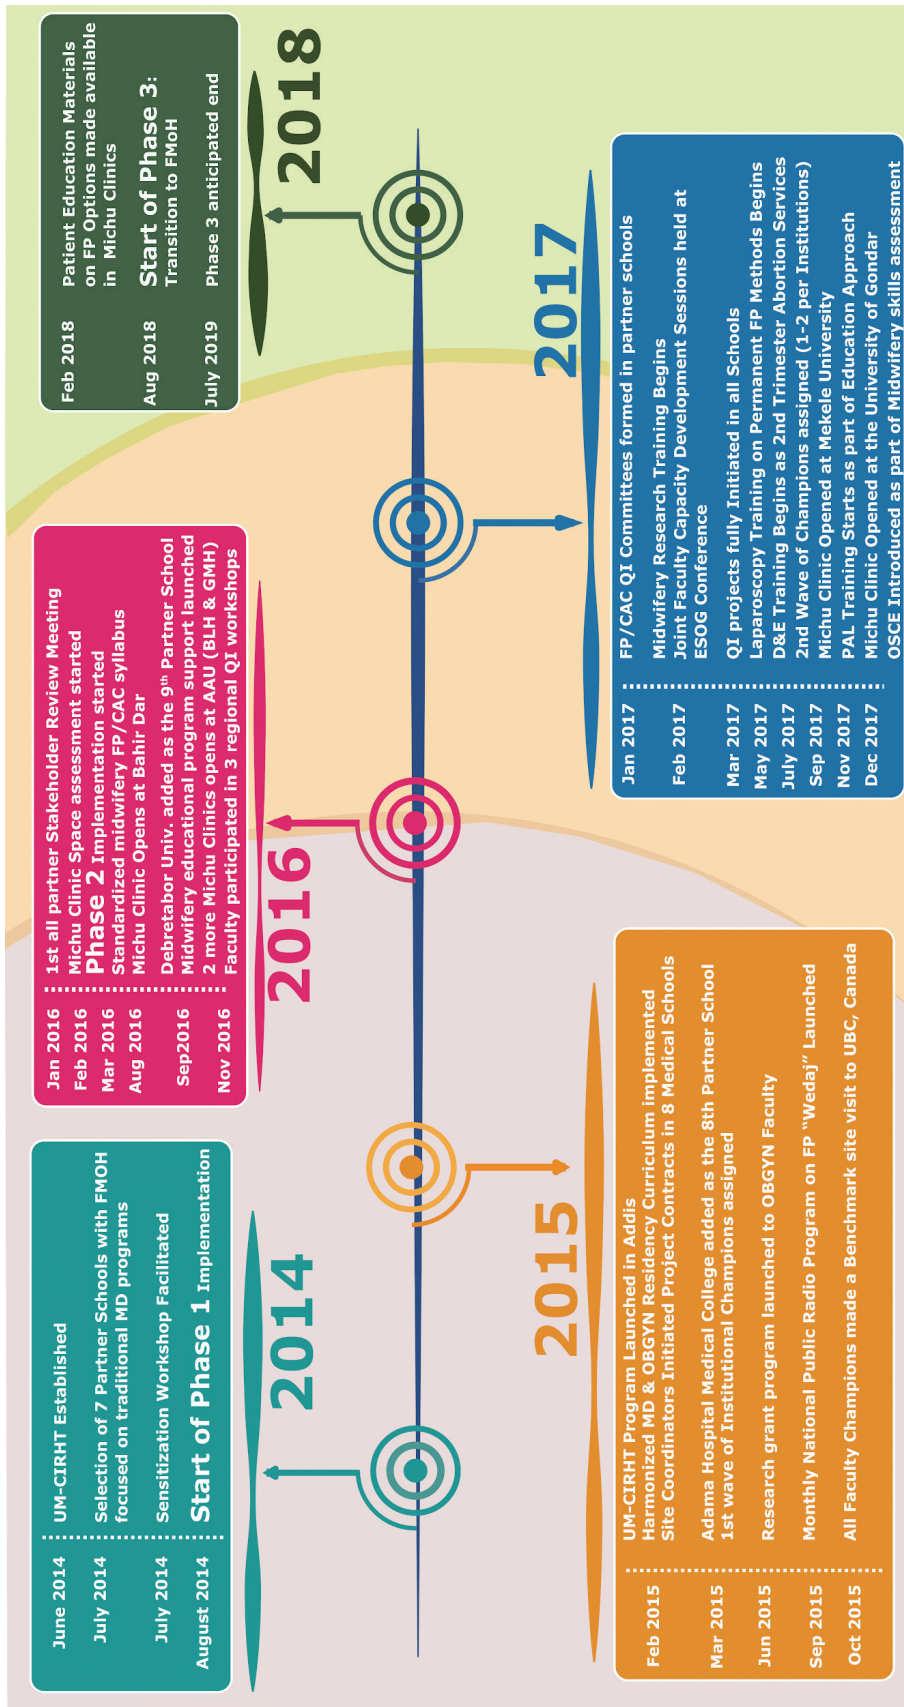 2014
June 2014 UM-CIRHT Established
July 2014 Selection of 7 Partner Schools with FMOH
focused on traditional MD programs
July 2014 Sensitization Workshop Facilitated
August 2014 Start of Phase 1 Implementation
2015
Feb 2015 UM-CIRHT Program Launched in Addis
Harmonized MD & OBGYN Residency Curriculum implemented
Site Coordinators Initiated Project Contracts in 8 Medical Schools
Mar 2015 Adama Hospital Medical College added as the 8th Partner School
1st wave of Institutional Champions assigned
Jun 2015 Research grant program launched to OBGYN Faculty
Sep 2015 Monthly National Public Radio Program on FP “Wedaj” Launched
Oct 2015 All Faculty Champions made a Benchmark site visit to UBC, Canada
2016
Jan 2016 1st all partner Stakeholder Review Meeting
Feb 2016 Michu Clinic Space assessment started
Phase 2 Implementation started
Mar 2016 Standardized midwifery FP/CAC syllabus
Aug 2016 Michu Clinic Opens at Bahir Dar
Sep2016 Debretabor Univ. added as the 9th Partner School
Midwifery educational program support launched
2 more Michu Clinics opens at AAU (BLH & GMH)
Nov 2016 Faculty participated in 3 regional QI workshops
2017
Jan 2017 FP/CAC QI Committees formed in partner schools
Feb 2017 Midwifery Research Training Begins
Joint Faculty Capacity Development Sessions held at
ESOG Conference
Mar 2017 QI projects fully Initiated in all Schools
May 2017 Laparoscopy Training on Permanent FP Methods Begins
July 2017 D&E Training Begins as 2nd Trimester Abortion Services
2nd Wave of Champions assigned (1-2 per Institutions)
Sep 2017 Michu Clinic Opened at Mekele University
Nov 2017 PAL Training Starts as part of Education Approach
Dec 2017 Michu Clinic Opened at the University of Gondar
OSCE Introduced as part of Midwifery skills assessment
2018
Feb 2018 Patient Education Materials
on FP Options made available
in Michu Clinics
Aug 2018 Start of Phase 3:
Transition to FMoH
July 2019 Phase 3 anticipated end